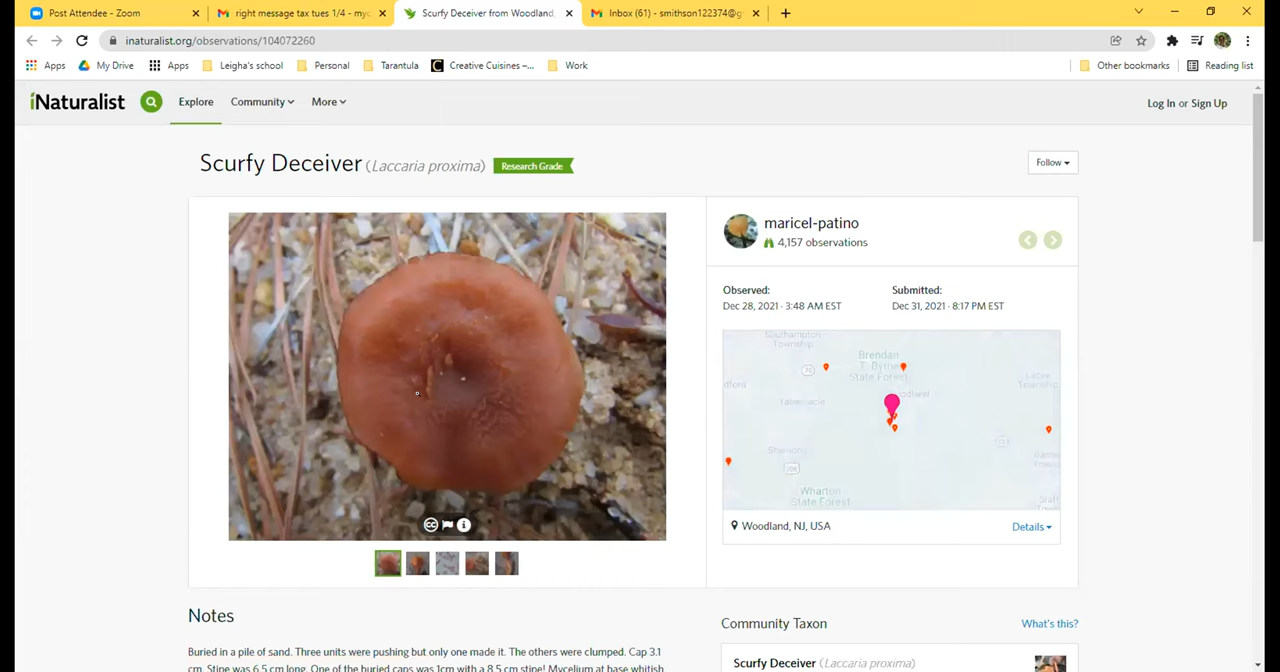 Post Attendee - Zoom
right message tax tues 1/4 - myc
Scurfy Deceiver from Woodland,
Inbox (61) - smithson122374@g
inaturalist.org/observations/104072260
Apps
My Drive
Apps
Leigha's school
Personal
Tarantula
Creative Cuisines –...
Work
Other bookmarks
Reading list
iNaturalist
Explore
Community
More
Log In or Sign Up
Scurfy Deceiver (Laccaria proxima) Research Grade
Follow
maricel-patino
4,157 observations
Observed:
Dec 28, 2021 · 3:48 AM EST
Submitted:
Dec 31, 2021 · 8:17 PM EST
Southampton
Township
Brendan
T. Byrne
State Forest
70
Tabernacle
Shamong
206
Wharton
State Forest
Woodland, NJ, USA
Details
Notes
Buried in a pile of sand. Three units were pushing but only one made it. The others were clumped. Cap 3.1
cm. Stipe was 6.5 cm long. One of the buried caps was 1cm with a 8.5 cm stipe! Mycelium at base whitish.
Community Taxon
What's this?
Scurfy Deceiver (Laccaria proxima)